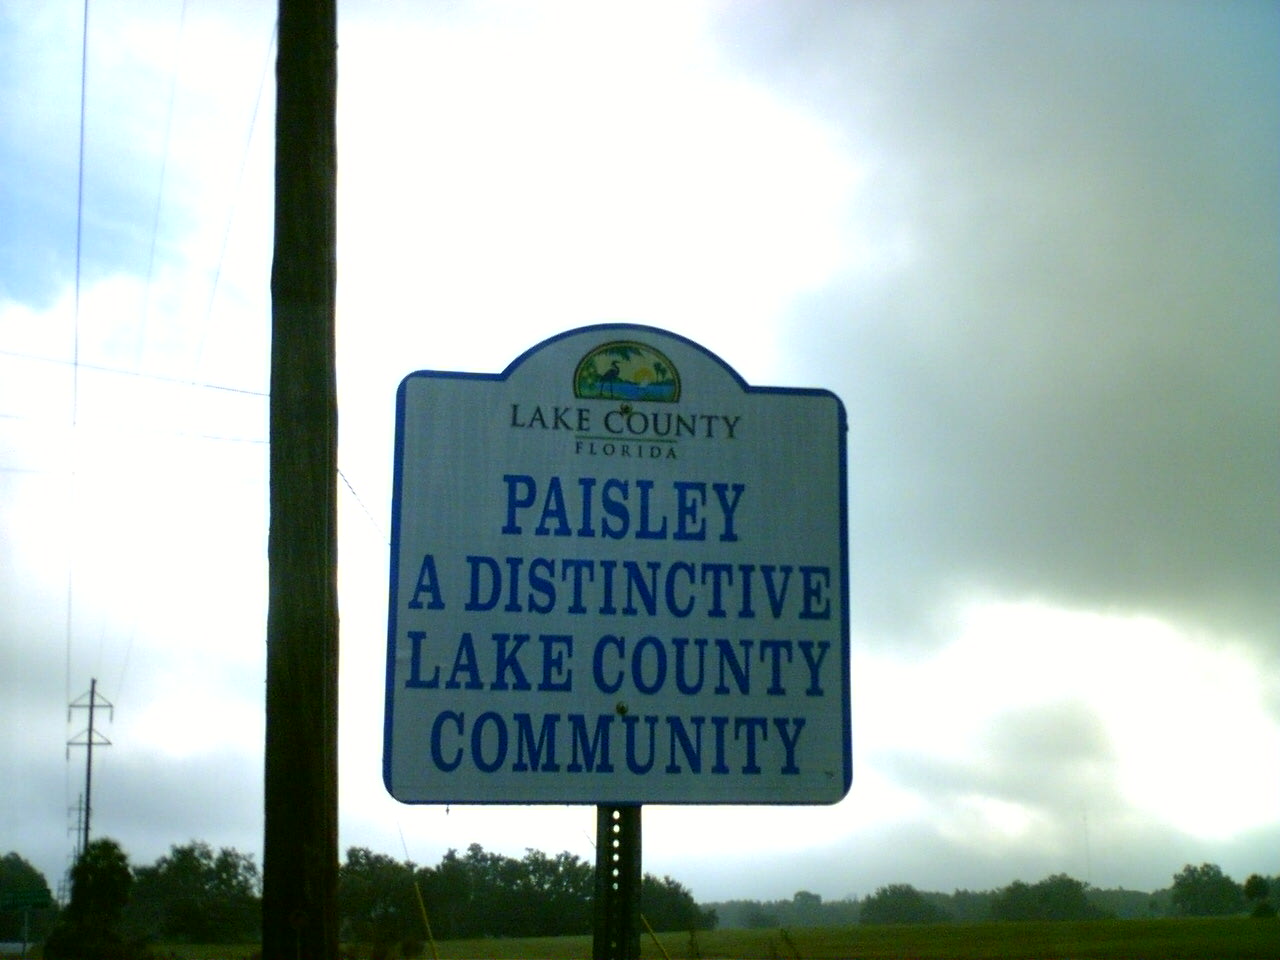 LAKE COUNTY
FLORIDA
PAISLEY
A DISTINCTIVE
LAKE COUNTY
COMMUNITY